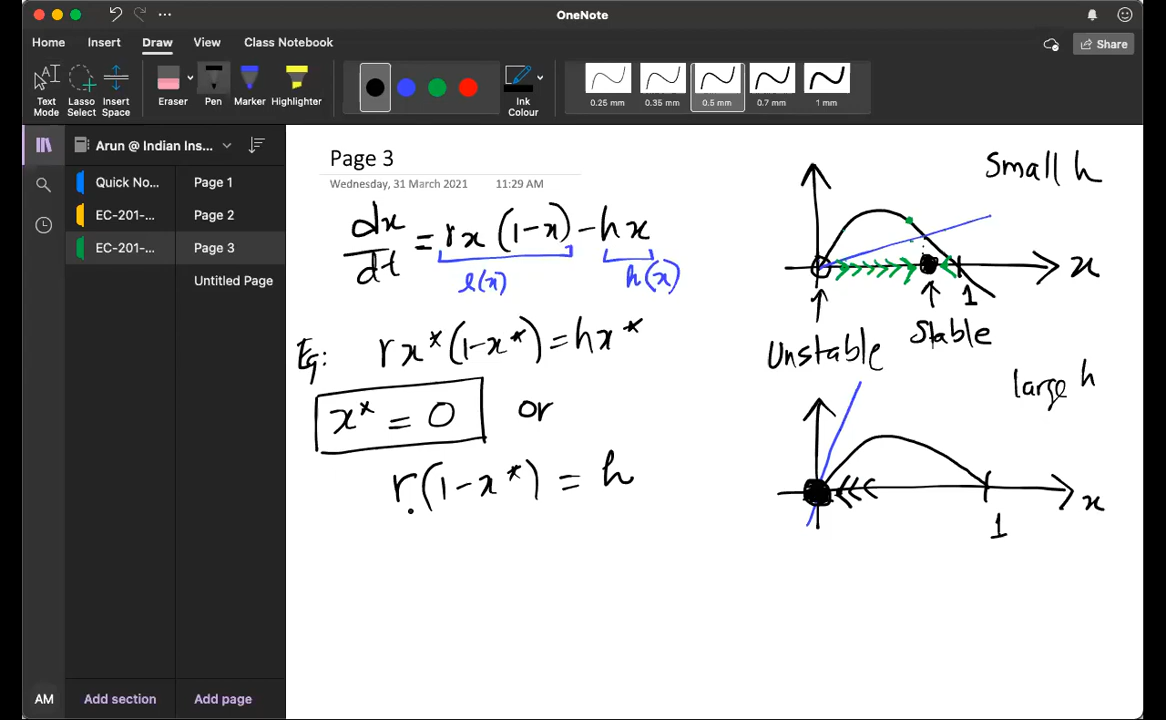 OneNote
Home Insert Draw View Class Notebook
Share
Text Mode
Lasso Select
Insert Space
Eraser
Pen
Marker
Highlighter
Ink Colour
0.25 mm
0.35 mm
0.5 mm
0.7 mm
1 mm
Arun @ Indian Ins...
Quick No...
EC-201-...
EC-201-...
Page 1
Page 2
Page 3
Untitled Page
Page 3
Wednesday, 31 March 2021 11:29 AM
dx/dt = rx (1-x) - hx
l(x) h(x)
Eq: rx*(1-x*) = hx*
x* = 0 or
r(1-x*) = h
Small h
x
1
Unstable
Stable
large h
x
1
AM
Add section
Add page